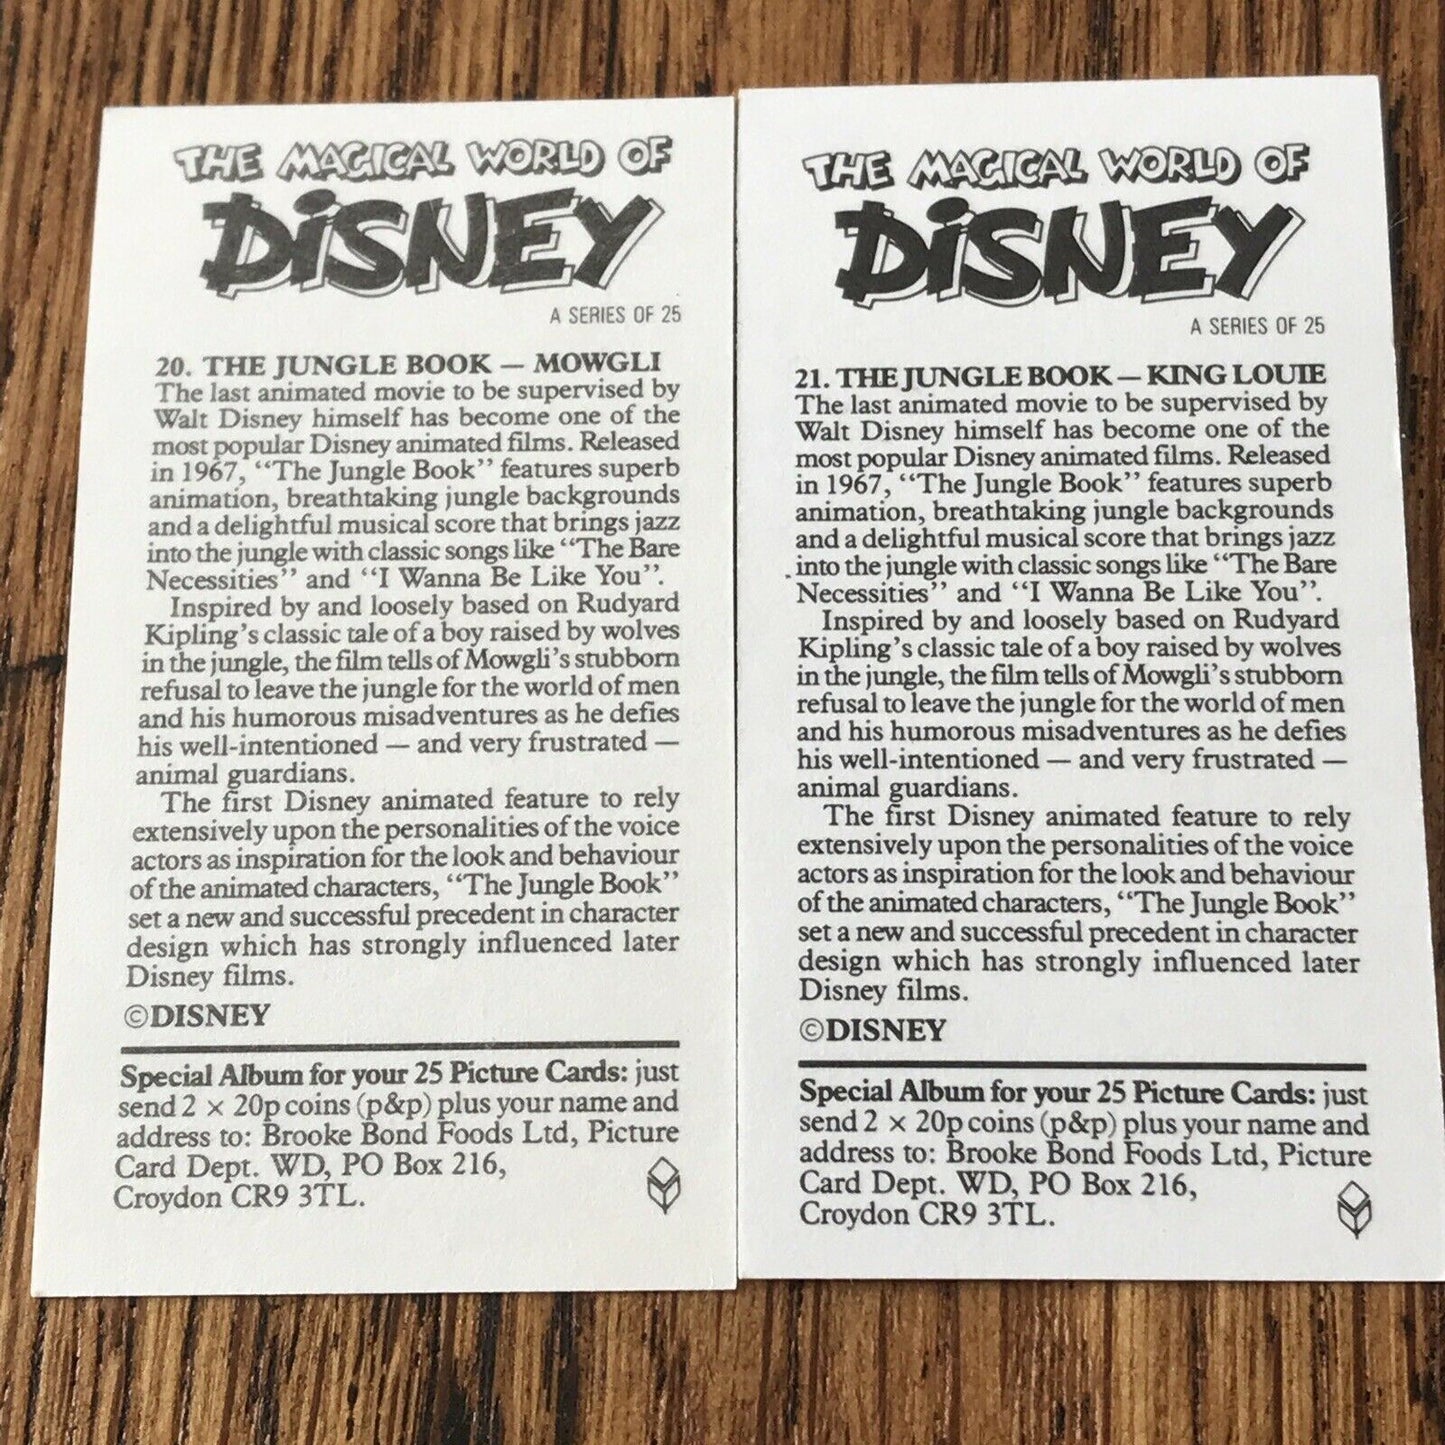 THE MAGICAL WORLD OF
DiSNEY
A SERIES OF 25
20. THE JUNGLE BOOK — MOWGLI
The last animated movie to be supervised by
Walt Disney himself has become one of the
most popular Disney animated films. Released
in 1967, “The Jungle Book” features superb
animation, breathtaking jungle backgrounds
and a delightful musical score that brings jazz
into the jungle with classic songs like “The Bare
Necessities” and “I Wanna Be Like You”.
Inspired by and loosely based on Rudyard
Kipling’s classic tale of a boy raised by wolves
in the jungle, the film tells of Mowgli’s stubborn
refusal to leave the jungle for the world of men
and his humorous misadventures as he defies
his well-intentioned — and very frustrated —
animal guardians.
The first Disney animated feature to rely
extensively upon the personalities of the voice
actors as inspiration for the look and behaviour
of the animated characters, “The Jungle Book”
set a new and successful precedent in character
design which has strongly influenced later
Disney films.
©DISNEY
Special Album for your 25 Picture Cards: just
send 2 × 20p coins (p&p) plus your name and
address to: Brooke Bond Foods Ltd, Picture
Card Dept. WD, PO Box 216,
Croydon CR9 3TL.
THE MAGICAL WORLD OF
DiSNEY
A SERIES OF 25
21. THE JUNGLE BOOK — KING LOUIE
The last animated movie to be supervised by
Walt Disney himself has become one of the
most popular Disney animated films. Released
in 1967, “The Jungle Book” features superb
animation, breathtaking jungle backgrounds
and a delightful musical score that brings jazz
into the jungle with classic songs like “The Bare
Necessities” and “I Wanna Be Like You”.
Inspired by and loosely based on Rudyard
Kipling’s classic tale of a boy raised by wolves
in the jungle, the film tells of Mowgli’s stubborn
refusal to leave the jungle for the world of men
and his humorous misadventures as he defies
his well-intentioned — and very frustrated —
animal guardians.
The first Disney animated feature to rely
extensively upon the personalities of the voice
actors as inspiration for the look and behaviour
of the animated characters, “The Jungle Book”
set a new and successful precedent in character
design which has strongly influenced later
Disney films.
©DISNEY
Special Album for your 25 Picture Cards: just
send 2 × 20p coins (p&p) plus your name and
address to: Brooke Bond Foods Ltd, Picture
Card Dept. WD, PO Box 216,
Croydon CR9 3TL.